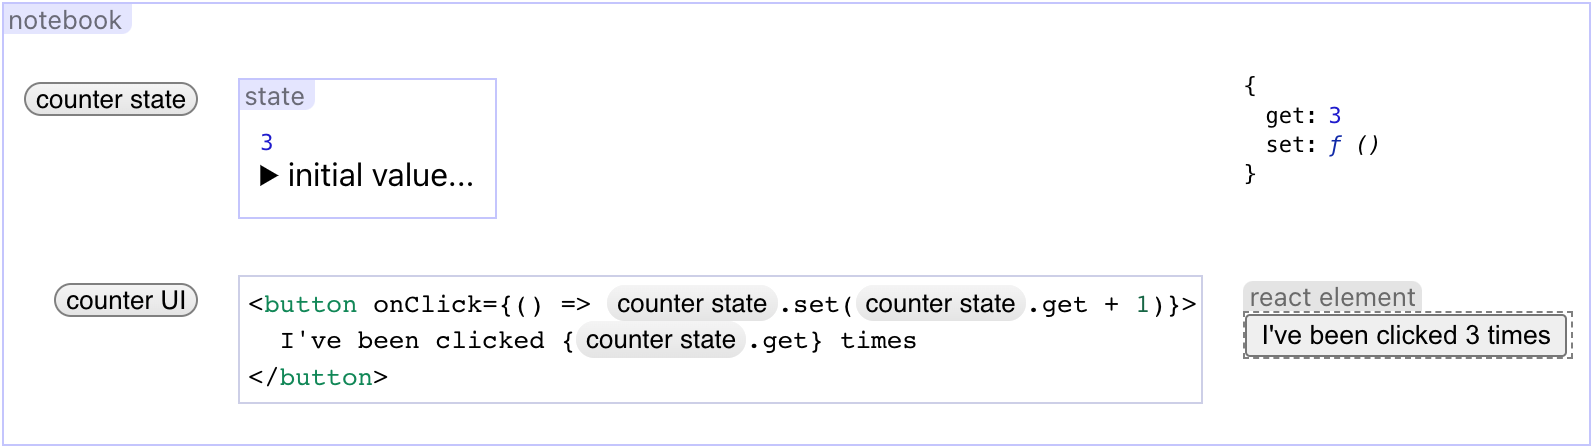 notebook
counter state
state
3
▶ initial value...
{
get: 3
set: ƒ ()
}
counter UI
<button onClick={() => counter state.set(counter state.get + 1)}>
I've been clicked {counter state.get} times
</button>
react element
I've been clicked 3 times